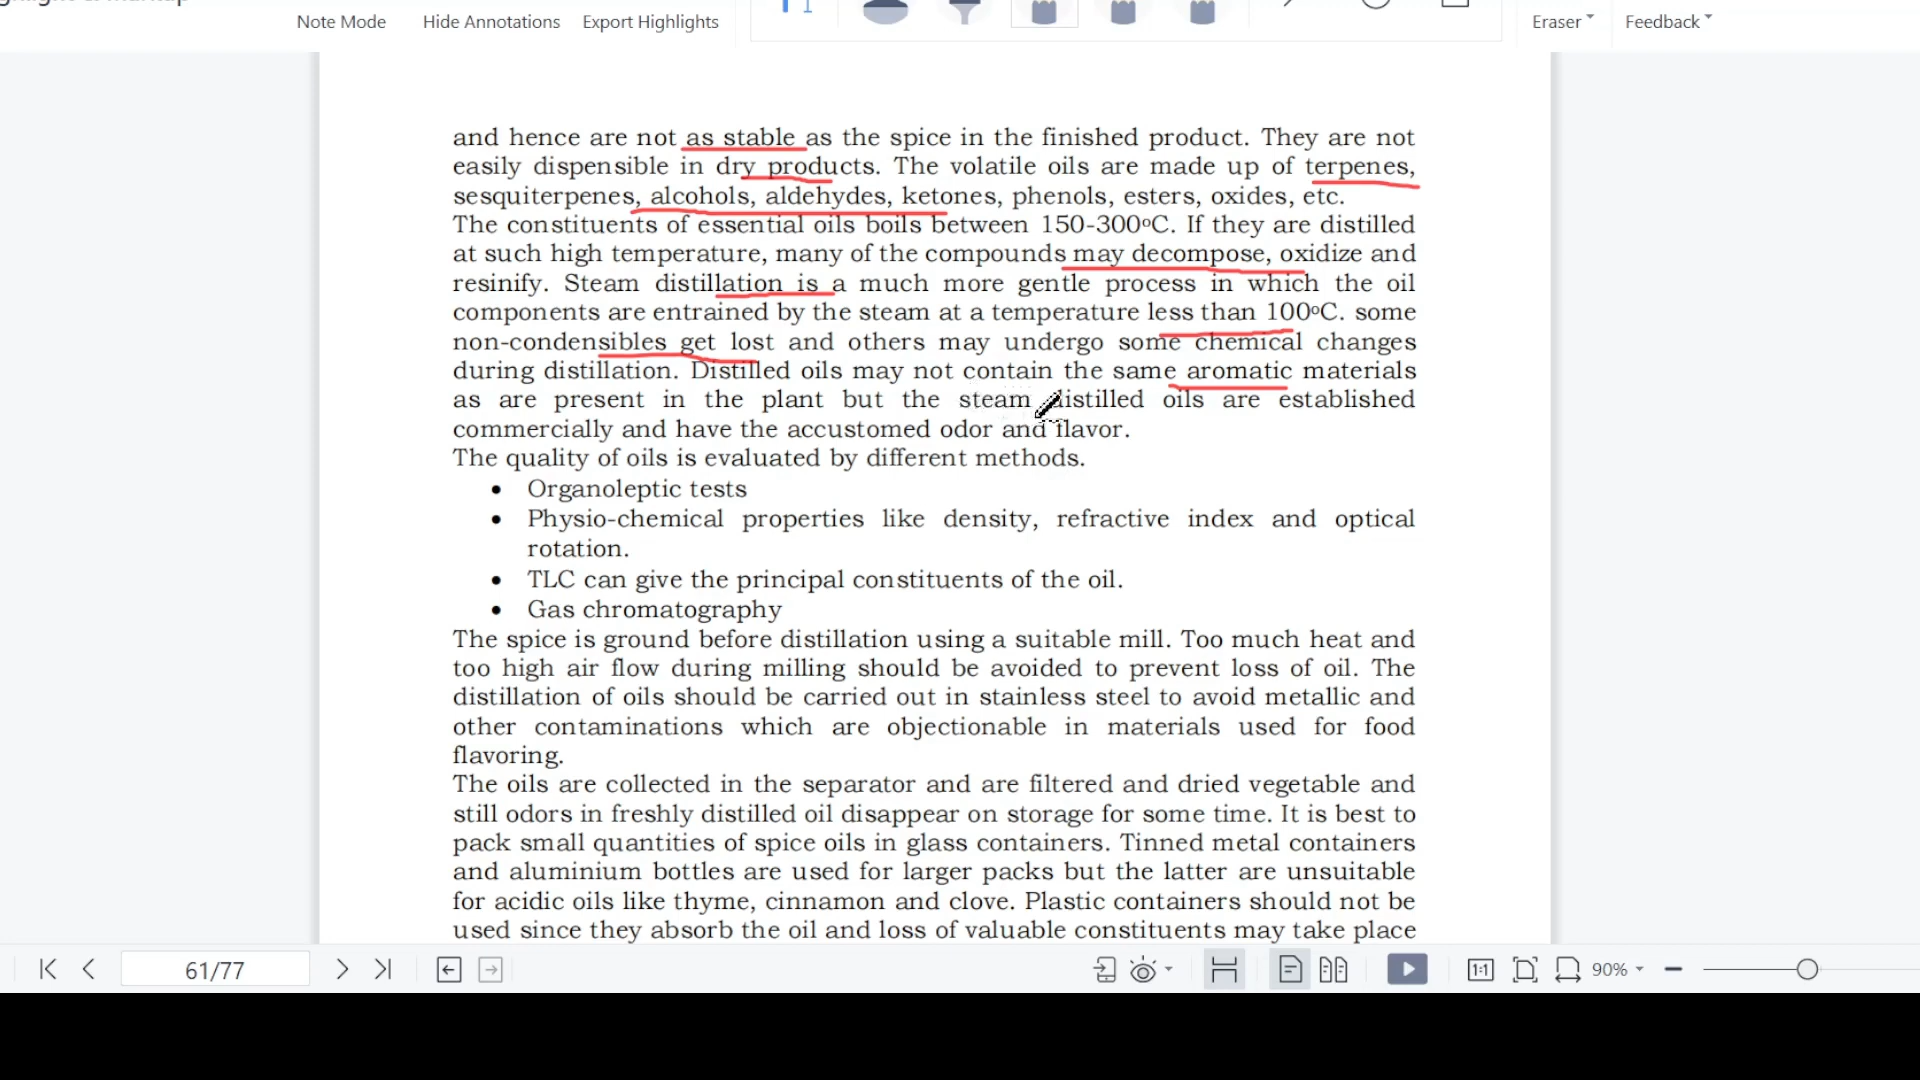 Note Mode
Hide Annotations
Export Highlights
Eraser
Feedback
and hence are not as stable as the spice in the finished product. They are not
easily dispensible in dry products. The volatile oils are made up of terpenes,
sesquiterpenes, alcohols, aldehydes, ketones, phenols, esters, oxides, etc.
The constituents of essential oils boils between 150-300ºC. If they are distilled
at such high temperature, many of the compounds may decompose, oxidize and
resinify. Steam distillation is a much more gentle process in which the oil
components are entrained by the steam at a temperature less than 100ºC. some
non-condensibles get lost and others may undergo some chemical changes
during distillation. Distilled oils may not contain the same aromatic materials
as are present in the plant but the steam distilled oils are established
commercially and have the accustomed odor and flavor.
The quality of oils is evaluated by different methods.
• Organoleptic tests
• Physio-chemical properties like density, refractive index and optical
rotation.
• TLC can give the principal constituents of the oil.
• Gas chromatography
The spice is ground before distillation using a suitable mill. Too much heat and
too high air flow during milling should be avoided to prevent loss of oil. The
distillation of oils should be carried out in stainless steel to avoid metallic and
other contaminations which are objectionable in materials used for food
flavoring.
The oils are collected in the separator and are filtered and dried vegetable and
still odors in freshly distilled oil disappear on storage for some time. It is best to
pack small quantities of spice oils in glass containers. Tinned metal containers
and aluminium bottles are used for larger packs but the latter are unsuitable
for acidic oils like thyme, cinnamon and clove. Plastic containers should not be
used since they absorb the oil and loss of valuable constituents may take place
61/77
1:1
90%